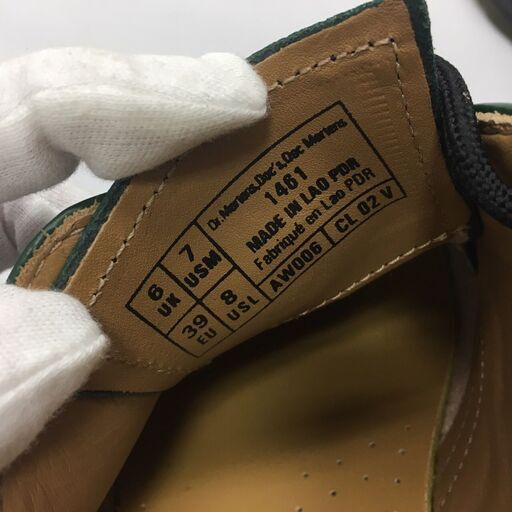 Dr.Martens,Doc's,Doc Martens
1461
MADE IN LAO PDR
Fabriqué en Lao PDR
AW006 CL 02 V
6 UK
7 USM
39 EU
8 USL